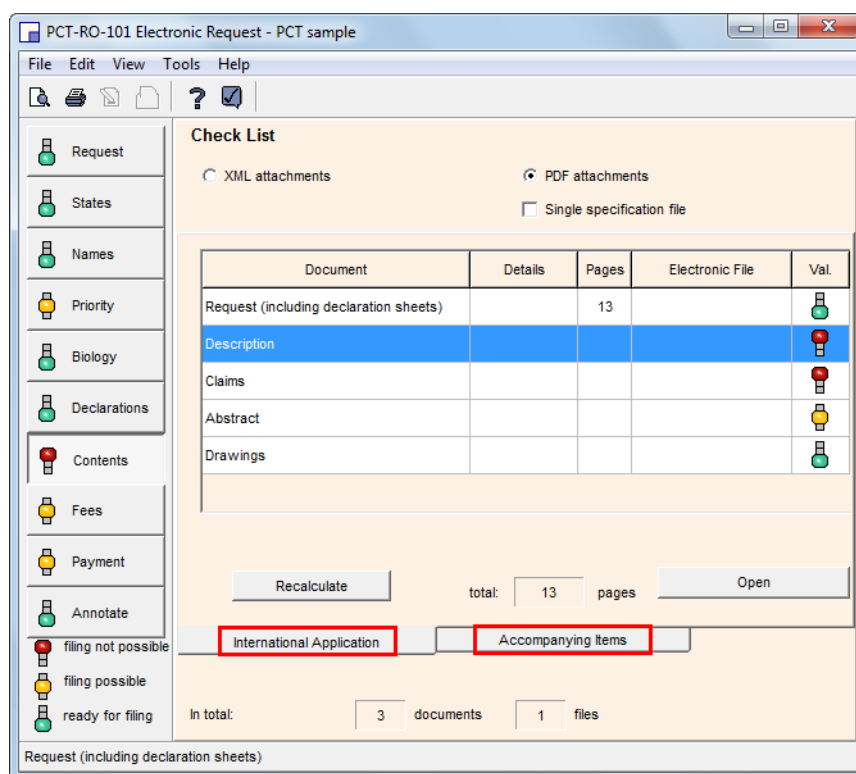 PCT-RO-101 Electronic Request - PCT sample
File Edit View Tools Help
Check List
XML attachments
PDF attachments
Single specification file
Request
States
Names
Priority
Biology
Declarations
Contents
Fees
Payment
Annotate
filing not possible
filing possible
ready for filing
Document Details Pages Electronic File Val.
Request (including declaration sheets) 13
Description
Claims
Abstract
Drawings
Recalculate
total: 13 pages
Open
International Application
Accompanying Items
In total: 3 documents 1 files
Request (including declaration sheets)